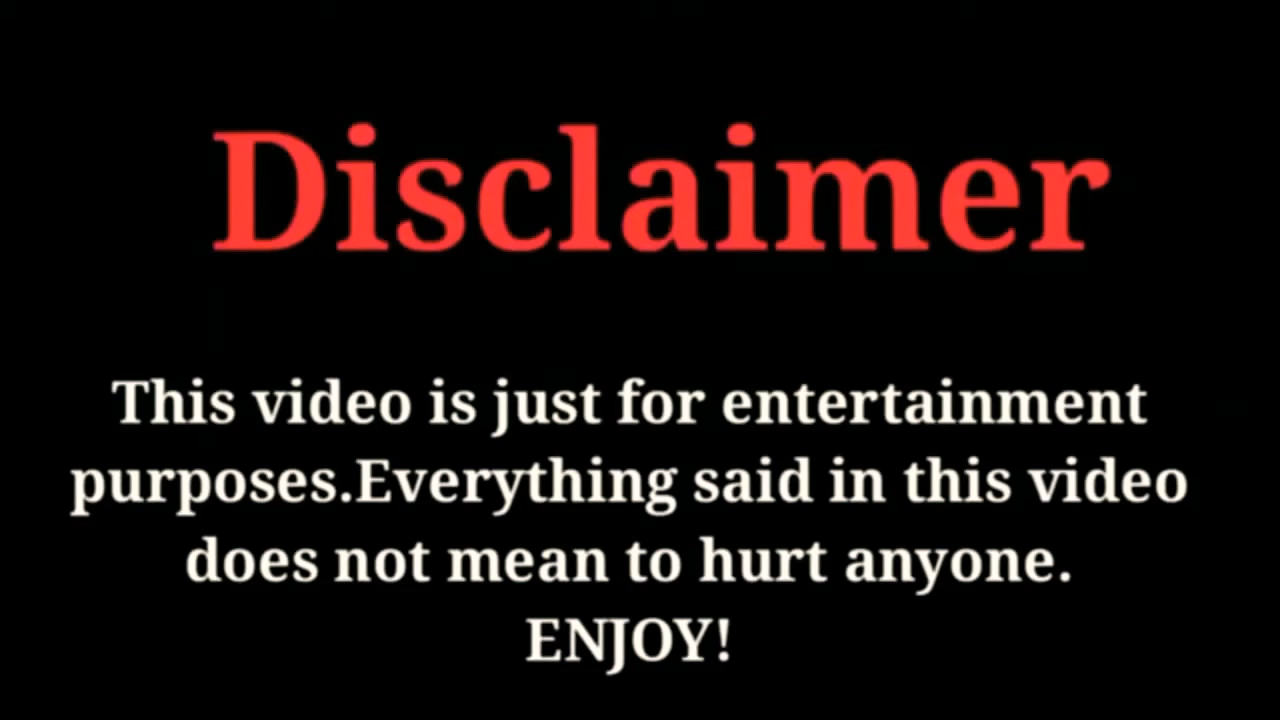 Disclaimer
This video is just for entertainment
purposes.Everything said in this video
does not mean to hurt anyone.
ENJOY!